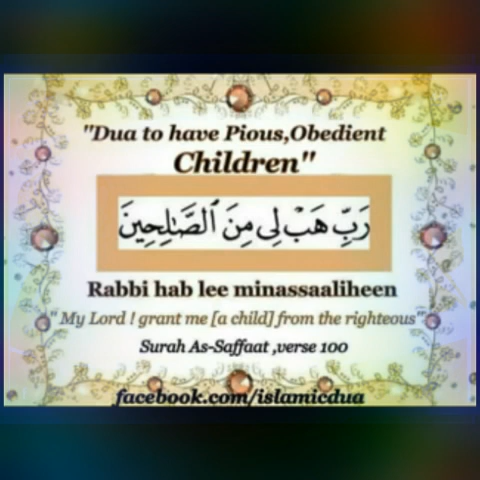 "Dua to have Pious,Obedient
Children"
رَبِّ هَبْ لِى مِنَ ٱلصَّـٰلِحِينَ
Rabbi hab lee minassaaliheen
" My Lord ! grant me [a child] from the righteous"
Surah As-Saffaat ,verse 100
facebook.com/islamicdua